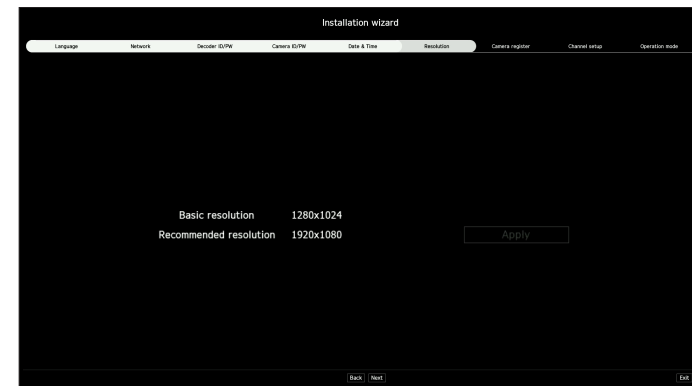 Installation wizard
Language Network Decoder ID/PW Camera ID/PW Date & Time Resolution Camera register Channel setup Operation mode
Basic resolution 1280x1024
Recommended resolution 1920x1080 Apply
Back Next Exit